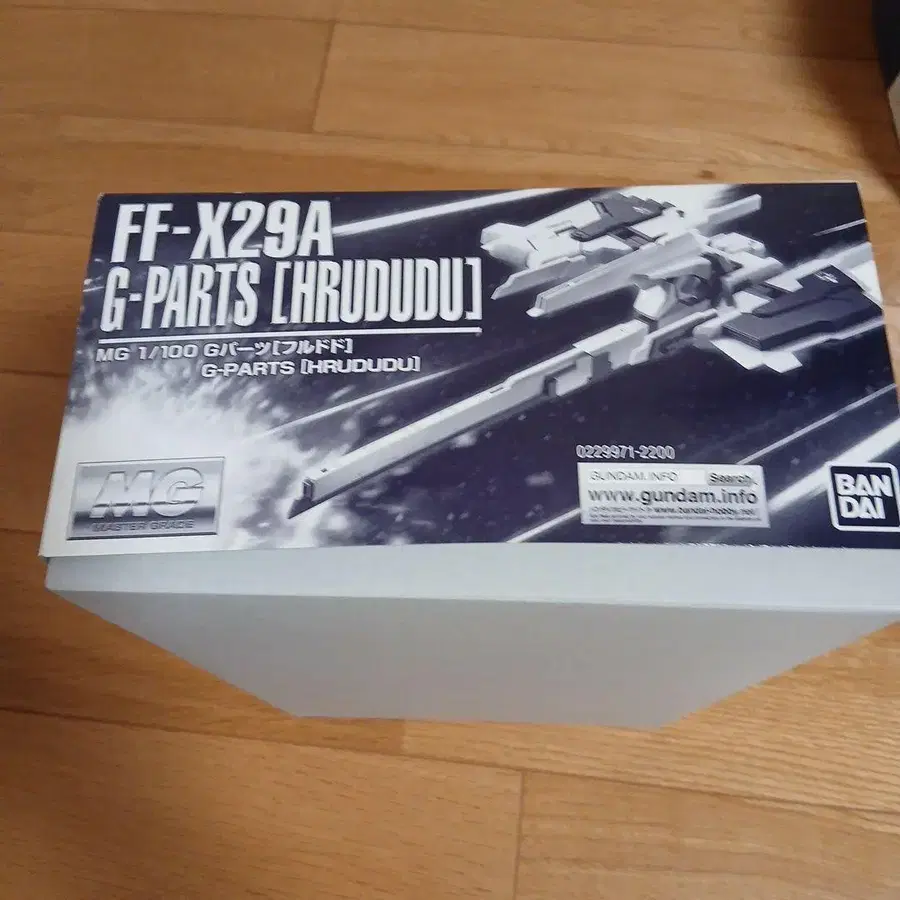 FF-X29A
G-PARTS [HRUDUDU]
MG 1/100 Gパーツ[フルドド]
G-PARTS [HRUDUDU]
MG
MASTER GRADE
0229971-2200
GUNDAM.INFO Search
www.gundam.info
BAN
DAI